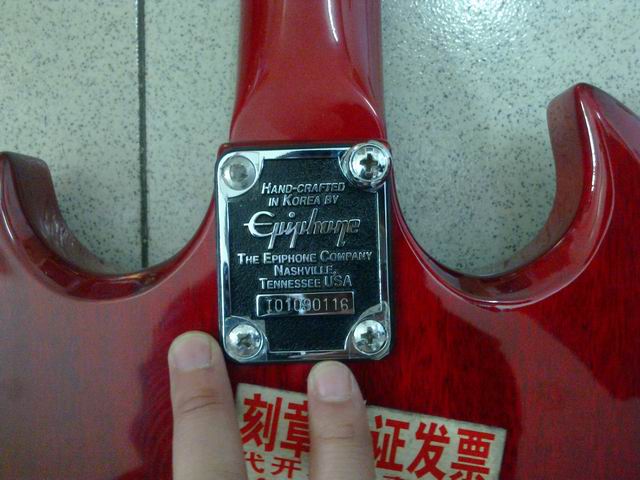 HAND-CRAFTED
IN KOREA BY
Epiphone
THE EPIPHONE COMPANY
NASHVILLE,
TENNESSEE USA
I01090116
刻章 证发票
代开